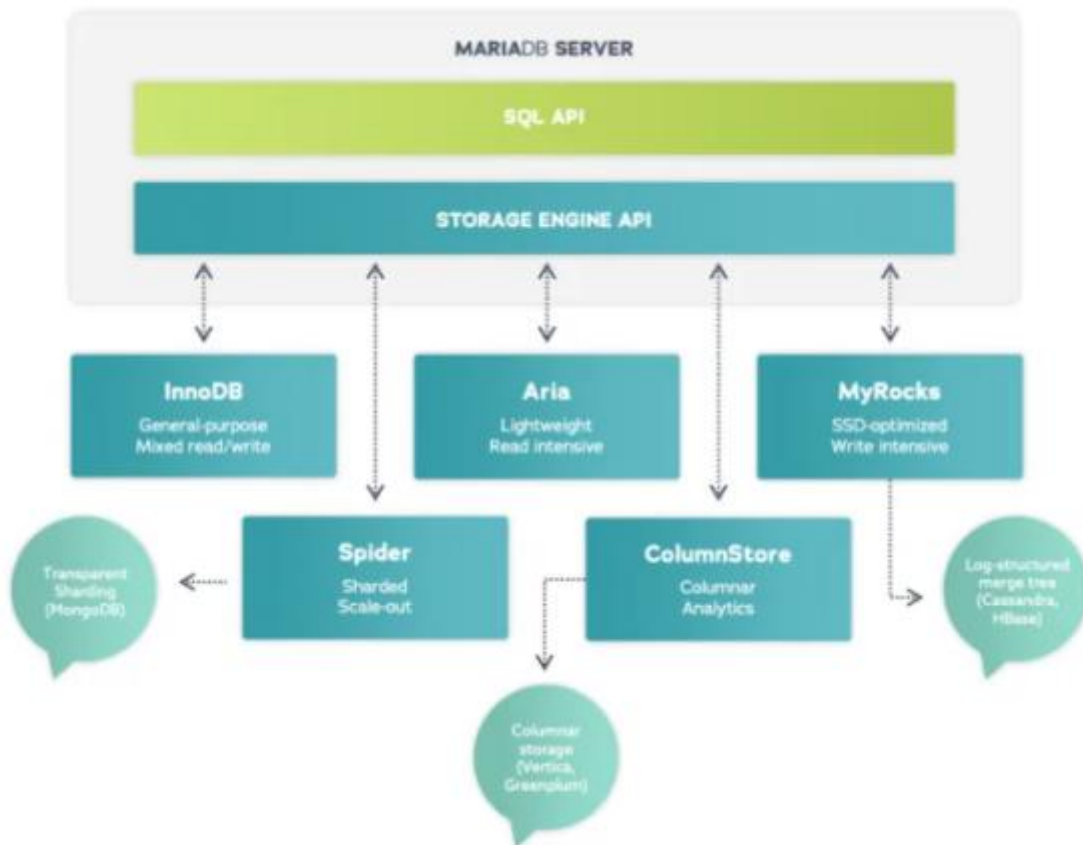 MARIADB SERVER
SQL API
STORAGE ENGINE API
InnoDB
General-purpose
Mixed read/write
Aria
Lightweight
Read intensive
MyRocks
SSD-optimized
Write intensive
Spider
Sharded
Scale-out
ColumnStore
Columnar
Analytics
Transparent
Sharding
(MongoDB)
Log-structured
merge tree
(Cassandra,
HBase)
Columnar
storage
(Vertica,
Greenplum)